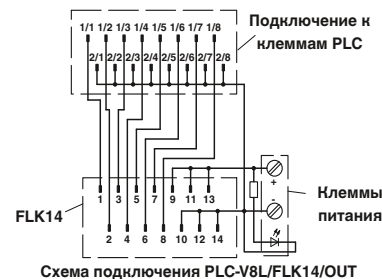 Подключение к
клеммам PLC
1/1 1/2 1/3 1/4 1/5 1/6 1/7 1/8
2/1 2/2 2/3 2/4 2/5 2/6 2/7 2/8
+
-
1 3 5 7 9 11 13
Клеммы
питания
FLK14
2 4 6 8 10 12 14
Схема подключения PLC-V8L/FLK14/OUT